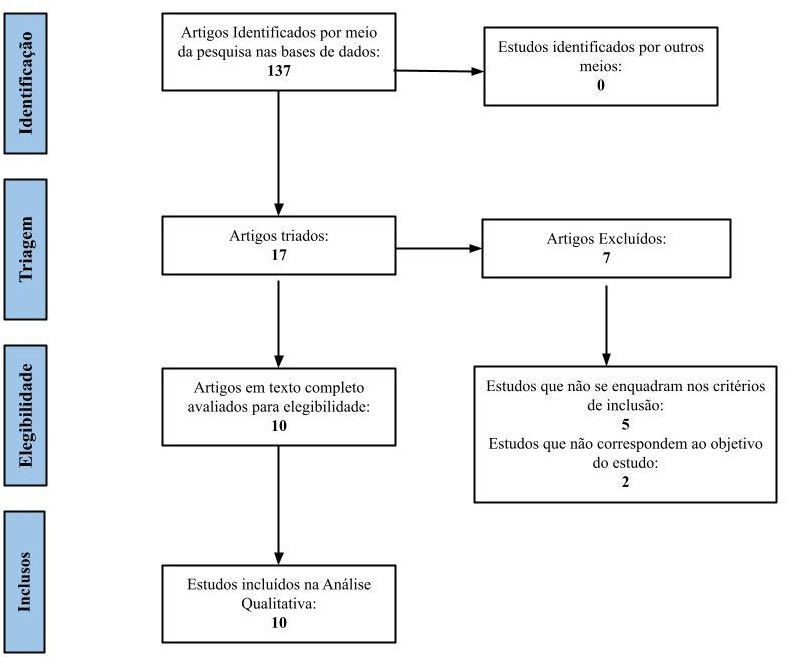 Identificação
Artigos Identificados por meio
da pesquisa nas bases de dados:
137
Estudos identificados por outros
meios:
0
Triagem
Artigos triados:
17
Artigos Excluídos:
7
Elegibilidade
Artigos em texto completo
avaliados para elegibilidade:
10
Estudos que não se enquadram nos critérios
de inclusão:
5
Estudos que não correspondem ao objetivo
do estudo:
2
Inclusos
Estudos incluídos na Análise
Qualitativa:
10